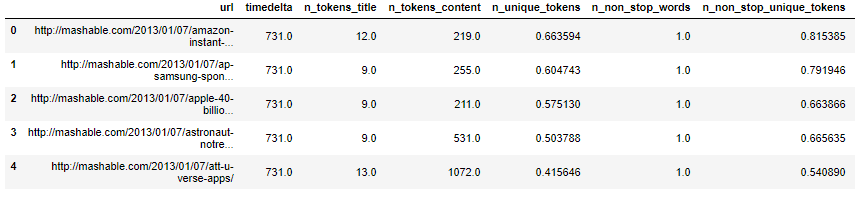 url timedelta n_tokens_title n_tokens_content n_unique_tokens n_non_stop_words n_non_stop_unique_tokens
0 http://mashable.com/2013/01/07/amazon-
instant-... 731.0 12.0 219.0 0.663594 1.0 0.815385
1 http://mashable.com/2013/01/07/ap-
samsung-spon... 731.0 9.0 255.0 0.604743 1.0 0.791946
2 http://mashable.com/2013/01/07/apple-40-
billio... 731.0 9.0 211.0 0.575130 1.0 0.663866
3 http://mashable.com/2013/01/07/astronaut-
notre... 731.0 9.0 531.0 0.503788 1.0 0.665635
4 http://mashable.com/2013/01/07/att-u-
verse-apps/ 731.0 13.0 1072.0 0.415646 1.0 0.540890